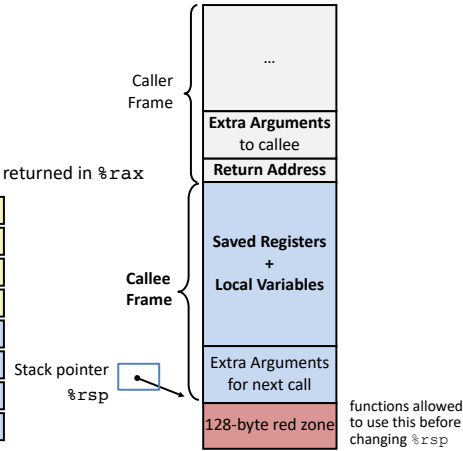 ...
Caller
Frame
Extra Arguments
to callee
Return Address
returned in %rax
Saved Registers
+
Local Variables
Callee
Frame
Extra Arguments
for next call
Stack pointer
%rsp
128-byte red zone
functions allowed
to use this before
changing %rsp